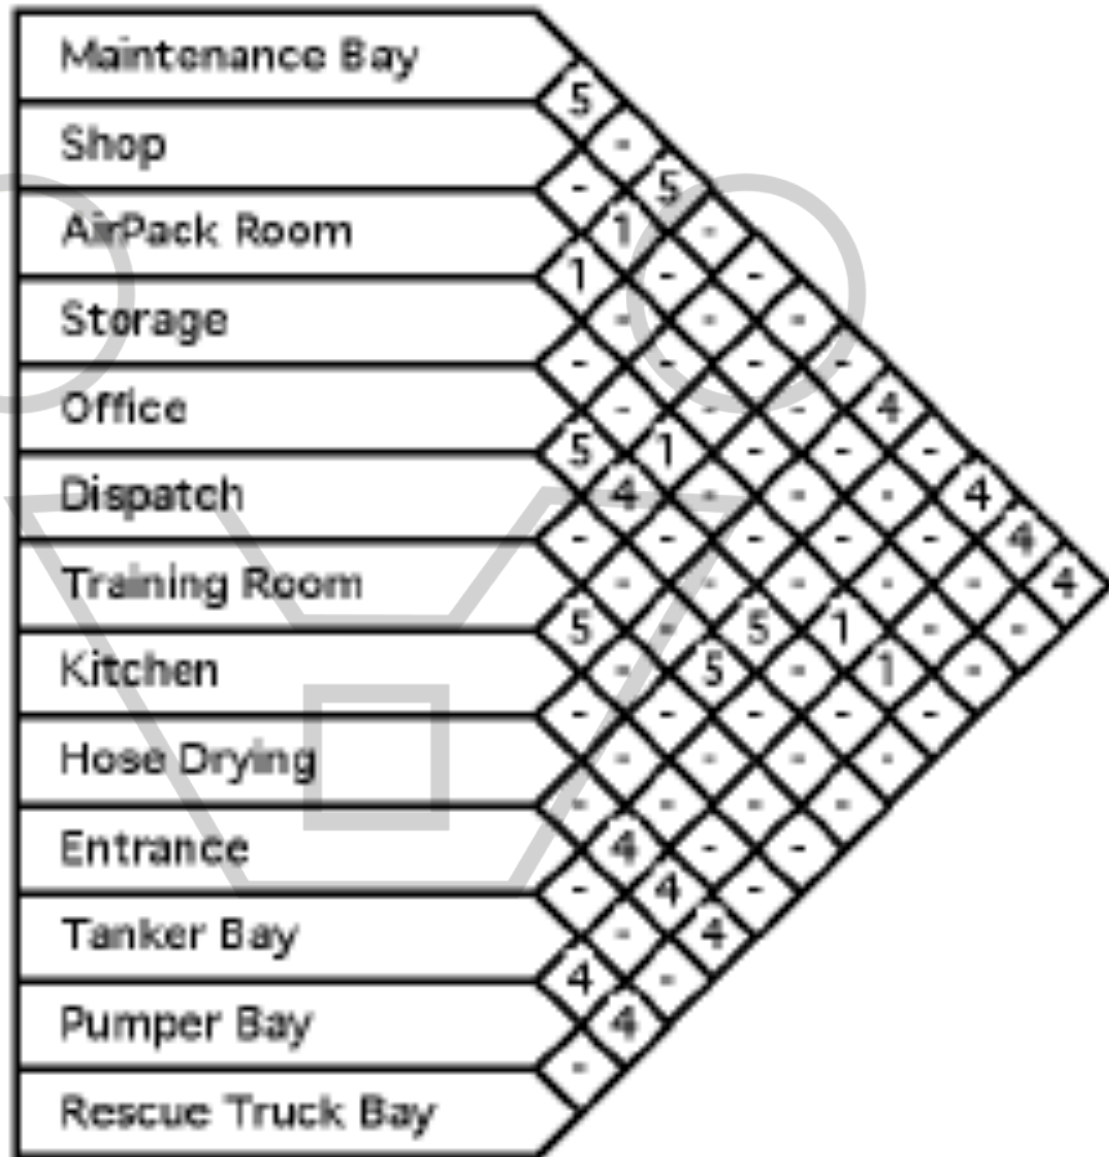 Maintenance Bay
5
Shop -
- 5
AirPack Room 1 -
1 - -
Storage - - -
- - - -
Office - - - 4
5 1 - - -
Dispatch 4 - - - 4
- - - - - 4
Training Room - - - - - 4
5 - 5 1 - -
Kitchen - 5 - 1 -
- - - - -
Hose Drying - - - -
- - - -
Entrance 4 - -
- 4 -
Tanker Bay - 4
4 -
Pumper Bay 4
-
Rescue Truck Bay